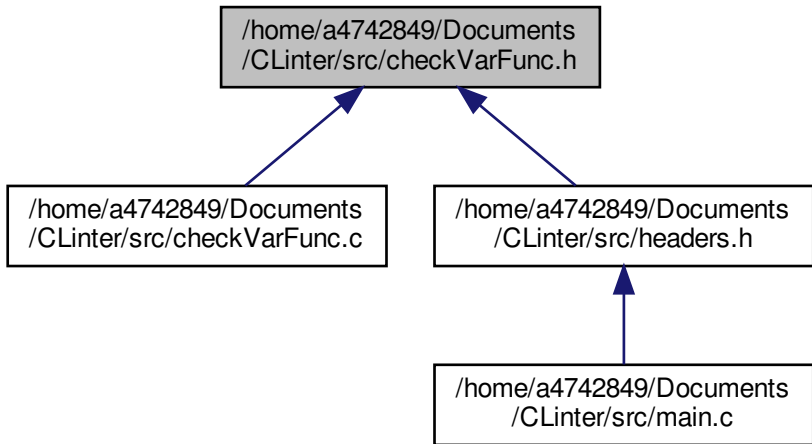 /home/a4742849/Documents
/CLinter/src/checkVarFunc.h
/home/a4742849/Documents
/CLinter/src/checkVarFunc.c
/home/a4742849/Documents
/CLinter/src/headers.h
/home/a4742849/Documents
/CLinter/src/main.c